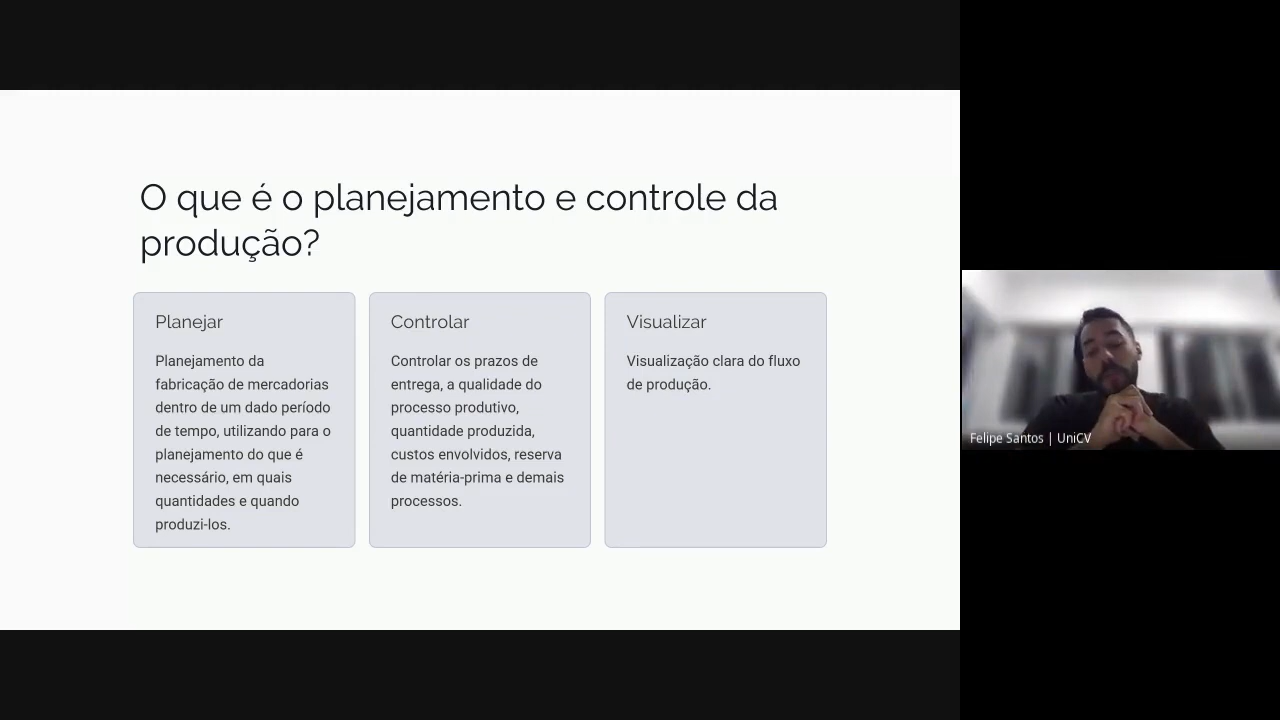 O que é o planejamento e controle da
produção?
Planejar
Planejamento da
fabricação de mercadorias
dentro de um dado período
de tempo, utilizando para o
planejamento do que é
necessário, em quais
quantidades e quando
produzi-los.
Controlar
Controlar os prazos de
entrega, a qualidade do
processo produtivo,
quantidade produzida,
custos envolvidos, reserva
de matéria-prima e demais
processos.
Visualizar
Visualização clara do fluxo
de produção.
Felipe Santos | UniCV